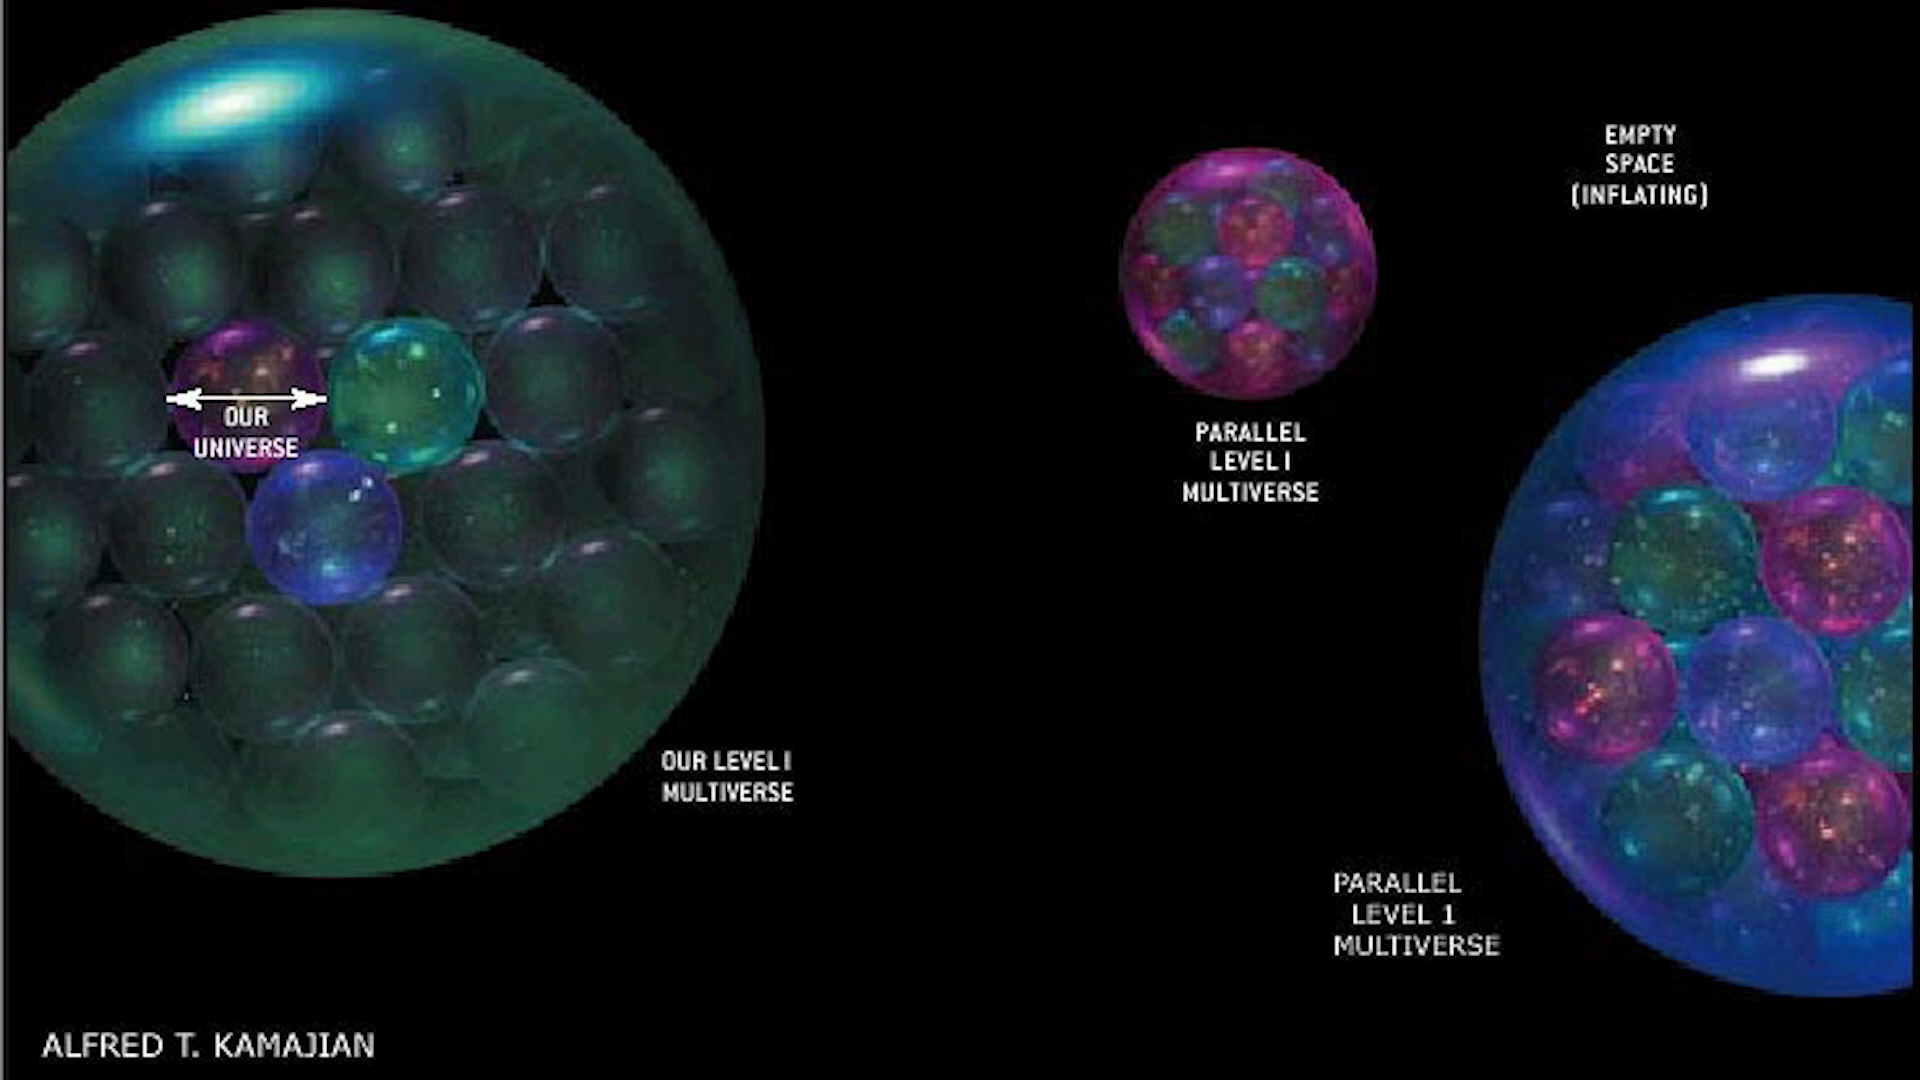 EMPTY
SPACE
(INFLATING)
OUR
UNIVERSE
PARALLEL
LEVEL I
MULTIVERSE
OUR LEVEL I
MULTIVERSE
PARALLEL
LEVEL 1
MULTIVERSE
ALFRED T. KAMAJIAN